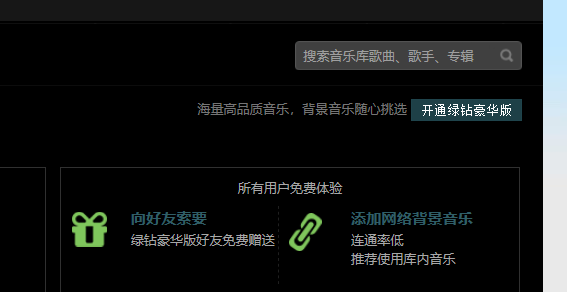 搜索音乐库歌曲、歌手、专辑
海量高品质音乐，背景音乐随心挑选 开通绿钻豪华版
所有用户免费体验
向好友索要
绿钻豪华版好友免费赠送
添加网络背景音乐
连通率低
推荐使用库内音乐